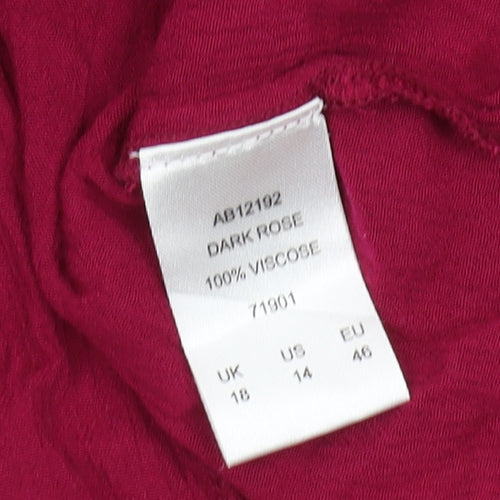 AB12192
DARK ROSE
100% VISCOSE
71901
UK US EU
18 14 46